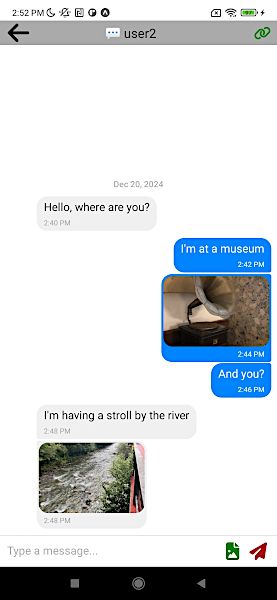 2:52 PM
user2
Dec 20, 2024
Hello, where are you?
2:40 PM
I'm at a museum
2:42 PM
2:44 PM
And you?
2:46 PM
I'm having a stroll by the river
2:48 PM
2:48 PM
Type a message...